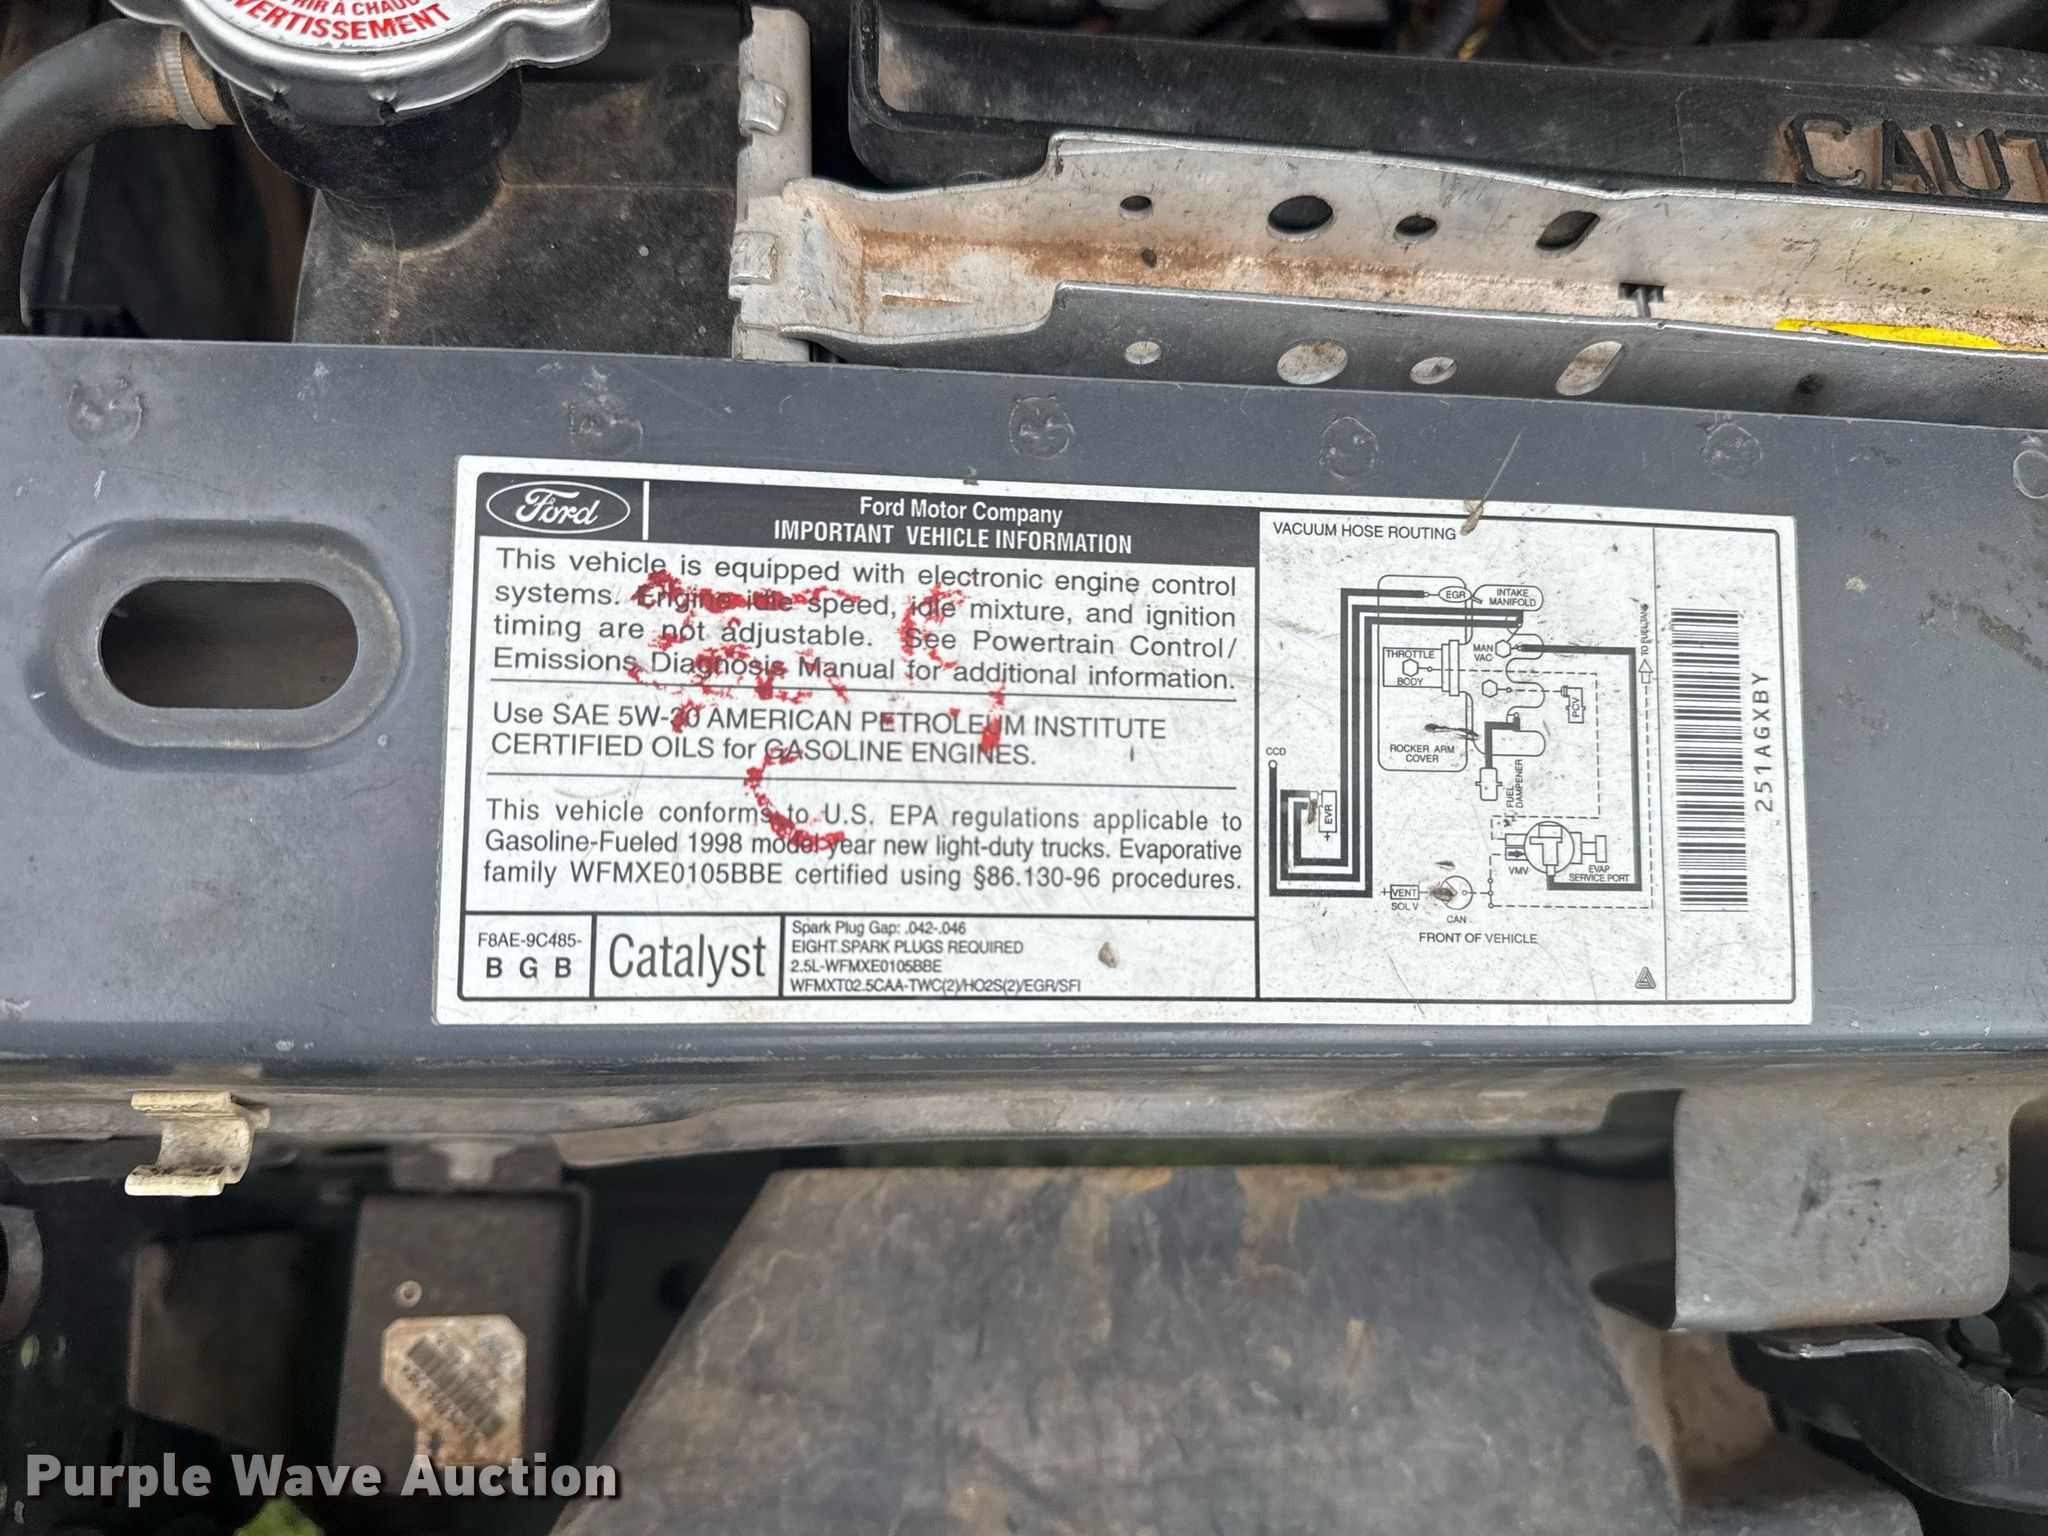 OUVRIR À CHAUD
AVERTISSEMENT
CAUT
Ford
Ford Motor Company
IMPORTANT VEHICLE INFORMATION
This vehicle is equipped with electronic engine control
systems. Engine idle speed, idle mixture, and ignition
timing are not adjustable. See Powertrain Control/
Emissions Diagnosis Manual for additional information.
Use SAE 5W-30 AMERICAN PETROLEUM INSTITUTE
CERTIFIED OILS for GASOLINE ENGINES.
This vehicle conforms to U.S. EPA regulations applicable to
Gasoline-Fueled 1998 model year new light-duty trucks. Evaporative
family WFMXE0105BBE certified using §86.130-96 procedures.
F8AE-9C485-
B G B
Catalyst
Spark Plug Gap: .042-.046
EIGHT SPARK PLUGS REQUIRED
2.5L-WFMXE0105BBE
WFMXT02.5CAA-TWC(2)/HO2S(2)/EGR/SFI
VACUUM HOSE ROUTING
EGR
INTAKE
MANIFOLD
TO FUEL TANK
THROTTLE
BODY
MAN
VAC
PCV
ROCKER ARM
COVER
CCD
FUEL
DAMPENER
EVR
+
VMV
EVAP
SERVICE PORT
+VENT
SOL V
CAN
FRONT OF VEHICLE
251AGXBY
Purple Wave Auction